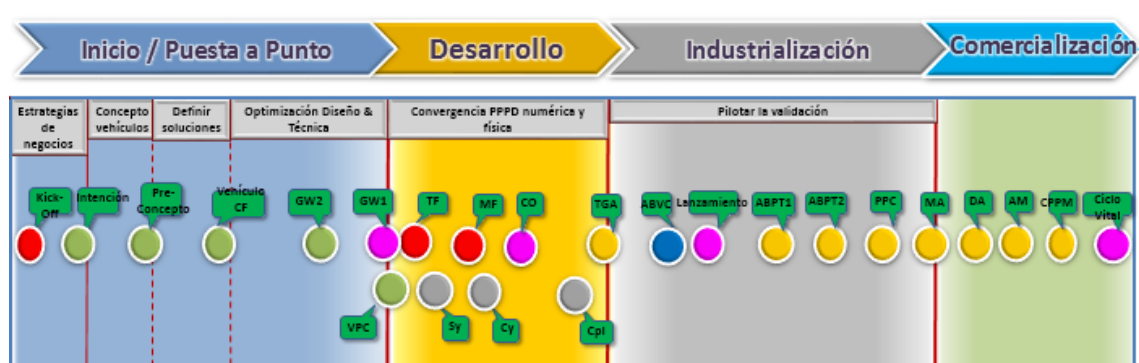 Inicio / Puesta a Punto
Desarrollo
Industrialización
Comercialización
Estrategias
de
negocios
Concepto
vehículos
Definir
soluciones
Optimización Diseño &
Técnica
Convergencia PPPD numérica y
física
Pilotar la validación
Kick-
Off
Intención
Pre-
Concepto
Vehículo
CF
GW2
GW1
TF
MF
CO
TGA
ABVC
Lanzamiento
ABPT1
ABPT2
PPC
MA
DA
AM
CPPM
Ciclo
Vital
VPC
Sy
Cy
Cpl